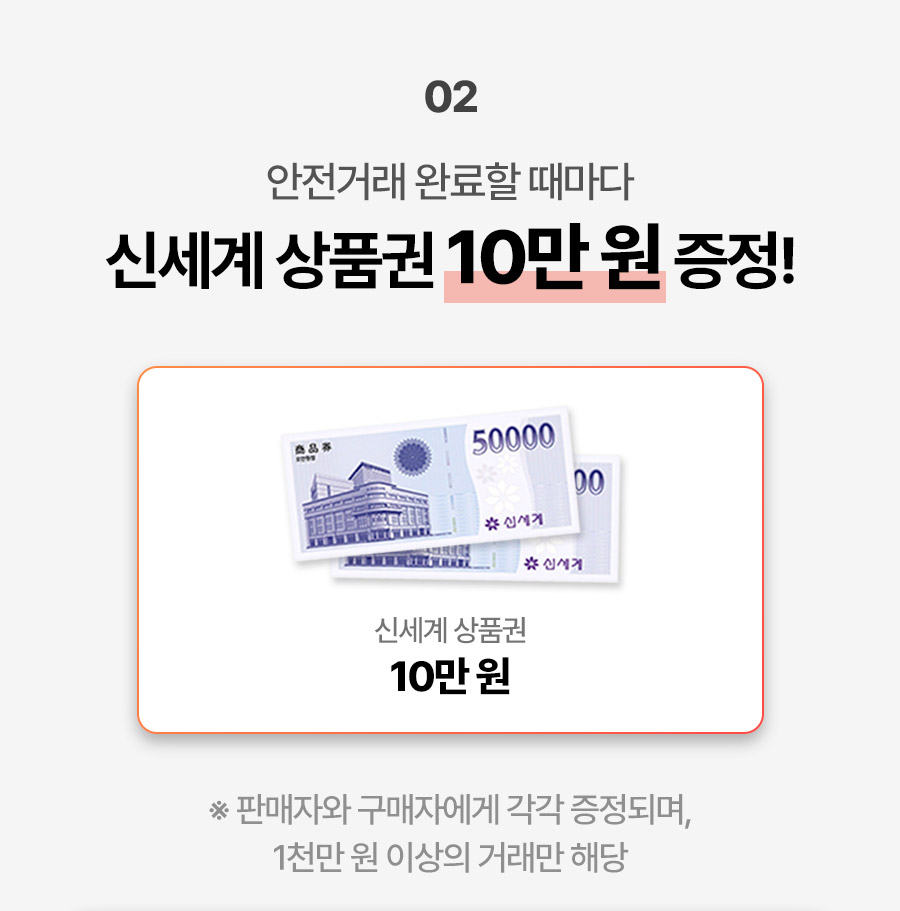 02
안전거래 완료할 때마다
신세계 상품권 10만 원 증정!
商品券
50000
신세계
00
신세계
신세계 상품권
10만 원
※ 판매자와 구매자에게 각각 증정되며,
1천만 원 이상의 거래만 해당